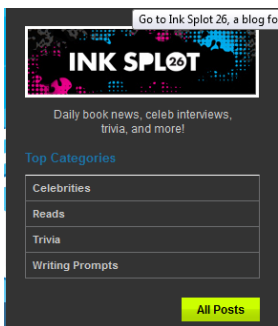 Go to Ink Splot 26, a blog fo
INK SPLOT
26
Daily book news, celeb interviews,
trivia, and more!
Top Categories
Celebrities
Reads
Trivia
Writing Prompts
All Posts